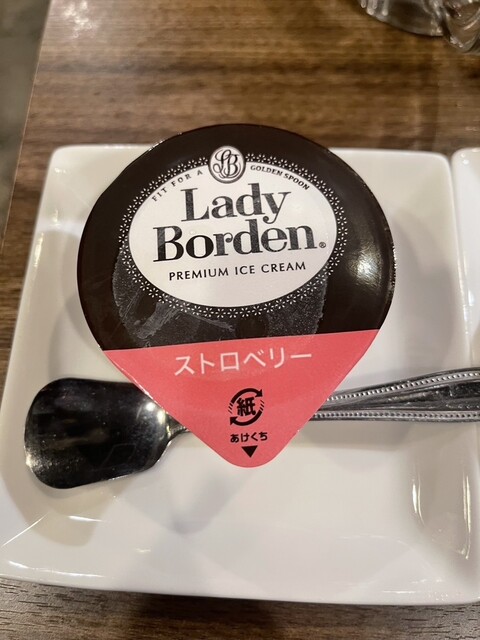 FIT FOR A GOLDEN SPOON
LB
Lady
Borden®
PREMIUM ICE CREAM
ストロベリー
紙
あけくち